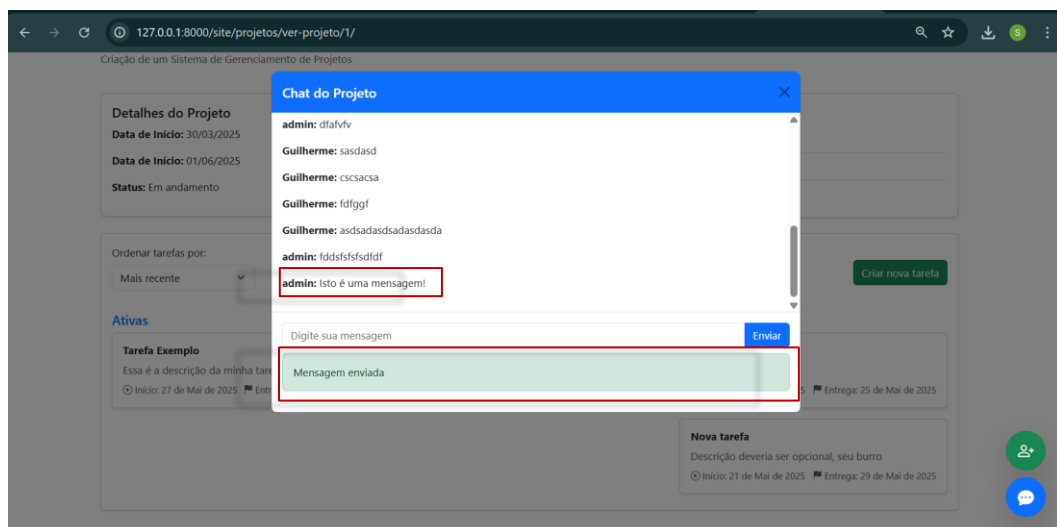 127.0.0.1:8000/site/projetos/ver-projeto/1/
S
Criação de um Sistema de Gerenciamento de Projetos
Chat do Projeto
Detalhes do Projeto
Data de Início: 30/03/2025
Data de Início: 01/06/2025
Status: Em andamento
admin: dfafvfv
Guilherme: sasdasd
Guilherme: cscsacsa
Guilherme: fdfggf
Guilherme: asdsadasdsadasdasda
admin: fddsfsfsfsdfdf
admin: Isto é uma mensagem!
Ordenar tarefas por:
Mais recente
Criar nova tarefa
Digite sua mensagem
Enviar
Mensagem enviada
Ativas
Tarefa Exemplo
Essa é a descrição da minha tare
Início: 27 de Mai de 2025 Entr
5 Entrega: 25 de Mai de 2025
Nova tarefa
Descrição deveria ser opcional, seu burro
Início: 21 de Mai de 2025 Entrega: 29 de Mai de 2025